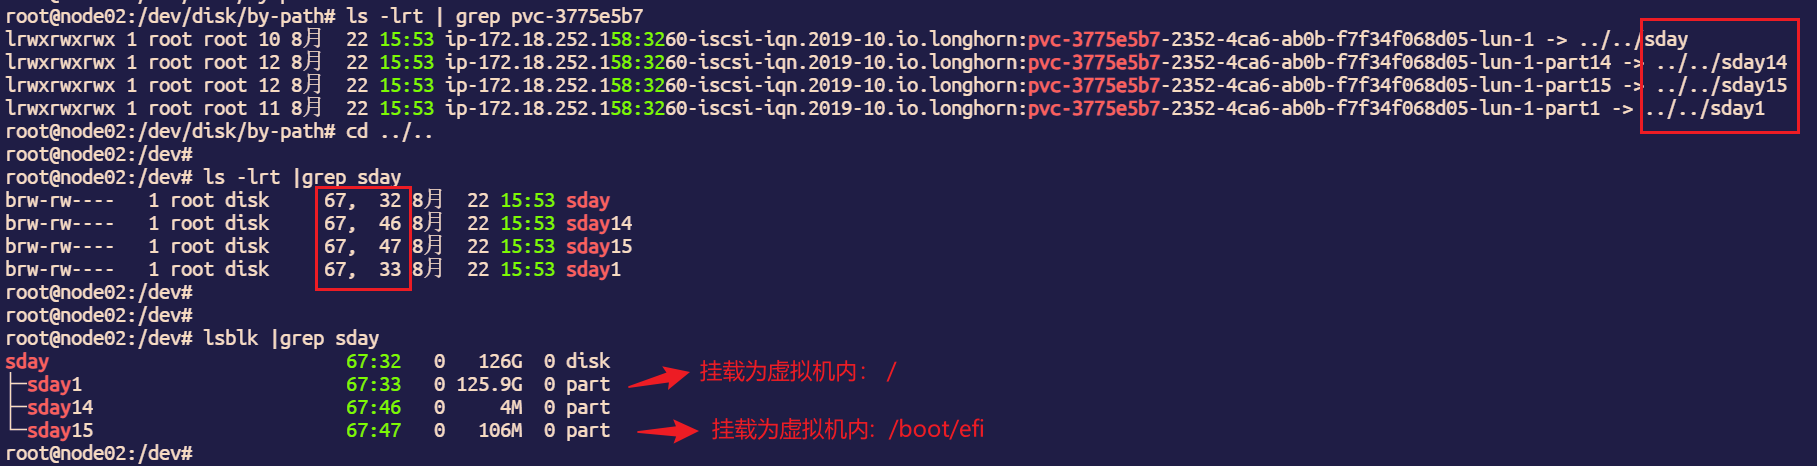 root@node02:/dev/disk/by-path# ls -lrt | grep pvc-3775e5b7
lrwxrwxrwx 1 root root 10 8月  22 15:53 ip-172.18.252.158:3260-iscsi-iqn.2019-10.io.longhorn:pvc-3775e5b7-2352-4ca6-ab0b-f7f34f068d05-lun-1 -> ../../sday
lrwxrwxrwx 1 root root 12 8月  22 15:53 ip-172.18.252.158:3260-iscsi-iqn.2019-10.io.longhorn:pvc-3775e5b7-2352-4ca6-ab0b-f7f34f068d05-lun-1-part14 -> ../../sday14
lrwxrwxrwx 1 root root 12 8月  22 15:53 ip-172.18.252.158:3260-iscsi-iqn.2019-10.io.longhorn:pvc-3775e5b7-2352-4ca6-ab0b-f7f34f068d05-lun-1-part15 -> ../../sday15
lrwxrwxrwx 1 root root 11 8月  22 15:53 ip-172.18.252.158:3260-iscsi-iqn.2019-10.io.longhorn:pvc-3775e5b7-2352-4ca6-ab0b-f7f34f068d05-lun-1-part1 -> ../../sday1
root@node02:/dev/disk/by-path# cd ../..
root@node02:/dev#
root@node02:/dev# ls -lrt |grep sday
brw-rw----   1 root disk     67,  32 8月  22 15:53 sday
brw-rw----   1 root disk     67,  46 8月  22 15:53 sday14
brw-rw----   1 root disk     67,  47 8月  22 15:53 sday15
brw-rw----   1 root disk     67,  33 8月  22 15:53 sday1
root@node02:/dev#
root@node02:/dev#
root@node02:/dev# lsblk |grep sday
sday                           67:32   0   126G  0 disk
├─sday1                        67:33   0 125.9G  0 part 挂载为虚拟机内： /
├─sday14                       67:46   0     4M  0 part
└─sday15                       67:47   0   106M  0 part 挂载为虚拟机内: /boot/efi
root@node02:/dev#